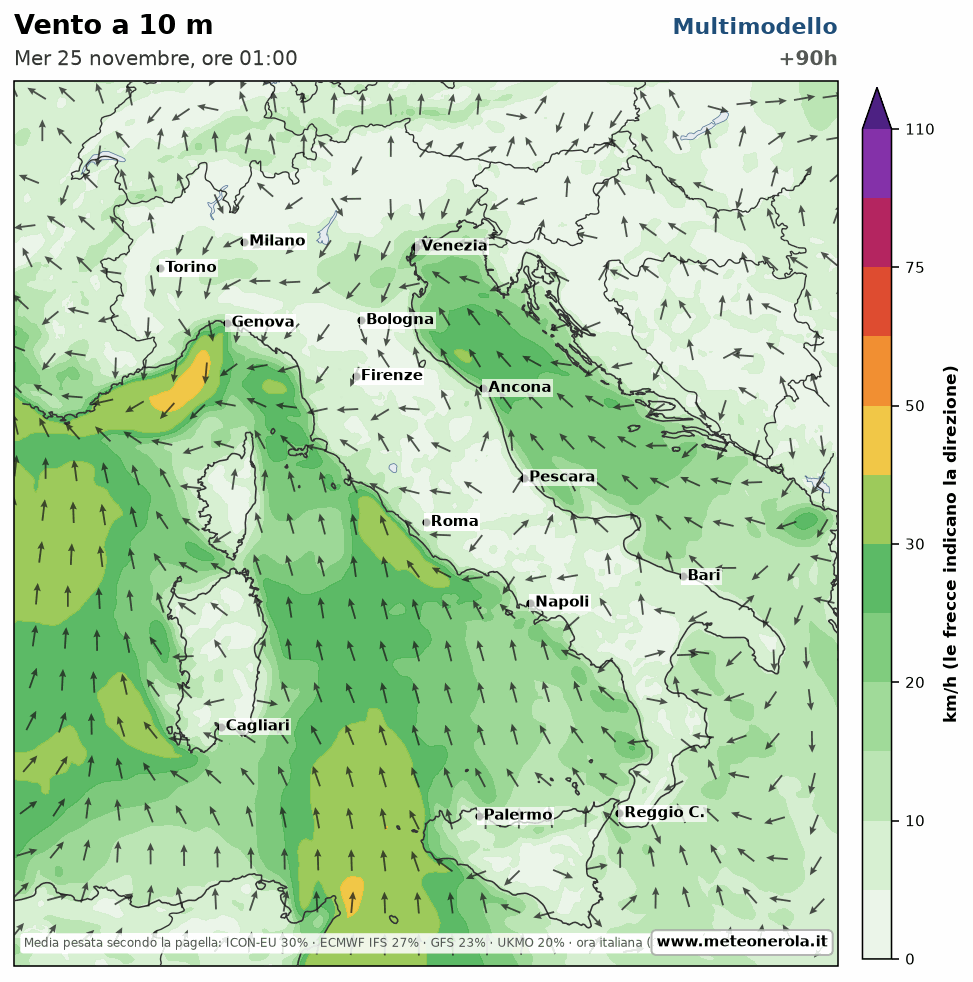 Vento a 10 m
Multimodello
Mer 25 novembre, ore 01:00
+90h
Milano
Venezia
Torino
Genova
Bologna
Firenze
Ancona
Pescara
Roma
Bari
Napoli
Cagliari
Palermo
Reggio C.
110
75
50
30
20
10
0
km/h (le frecce indicano la direzione)
Media pesata secondo la pagella: ICON-EU 30% · ECMWF IFS 27% · GFS 23% · UKMO 20% · ora italiana (
www.meteonerola.it